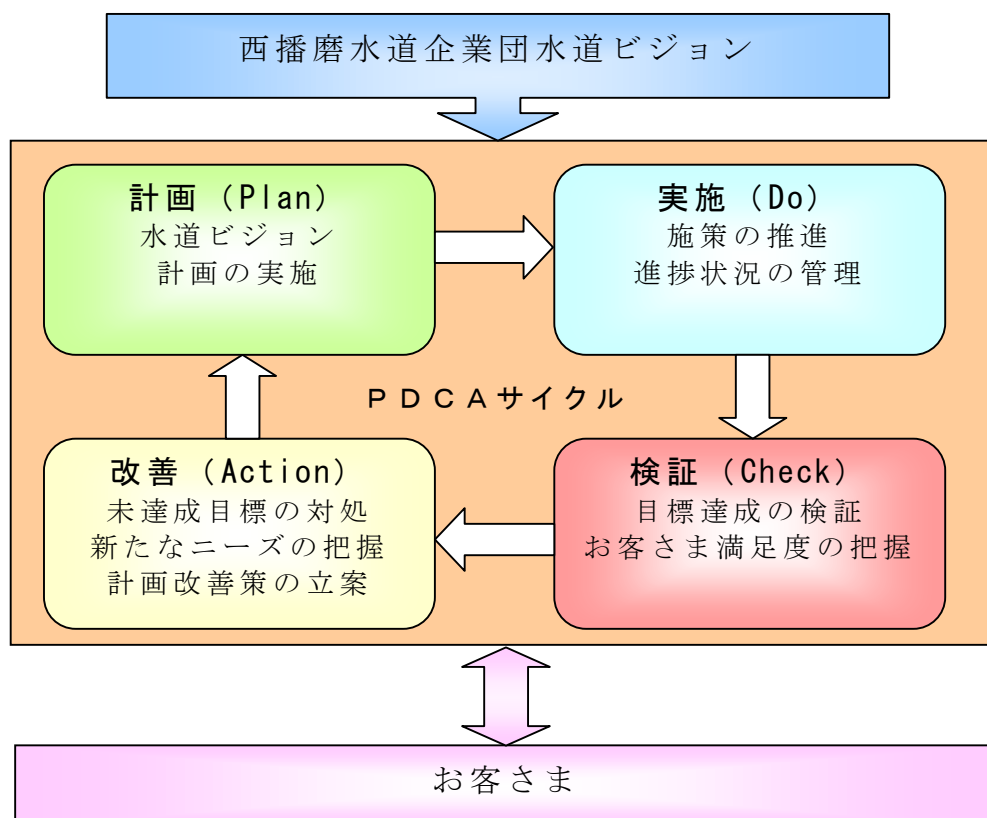 西播磨水道企業団水道ビジョン
計画（Plan）
水道ビジョン
計画の実施
実施（Do）
施策の推進
進捗状況の管理
ＰＤＣＡサイクル
改善（Action）
未達成目標の対処
新たなニーズの把握
計画改善策の立案
検証（Check）
目標達成の検証
お客さま満足度の把握
お客さま